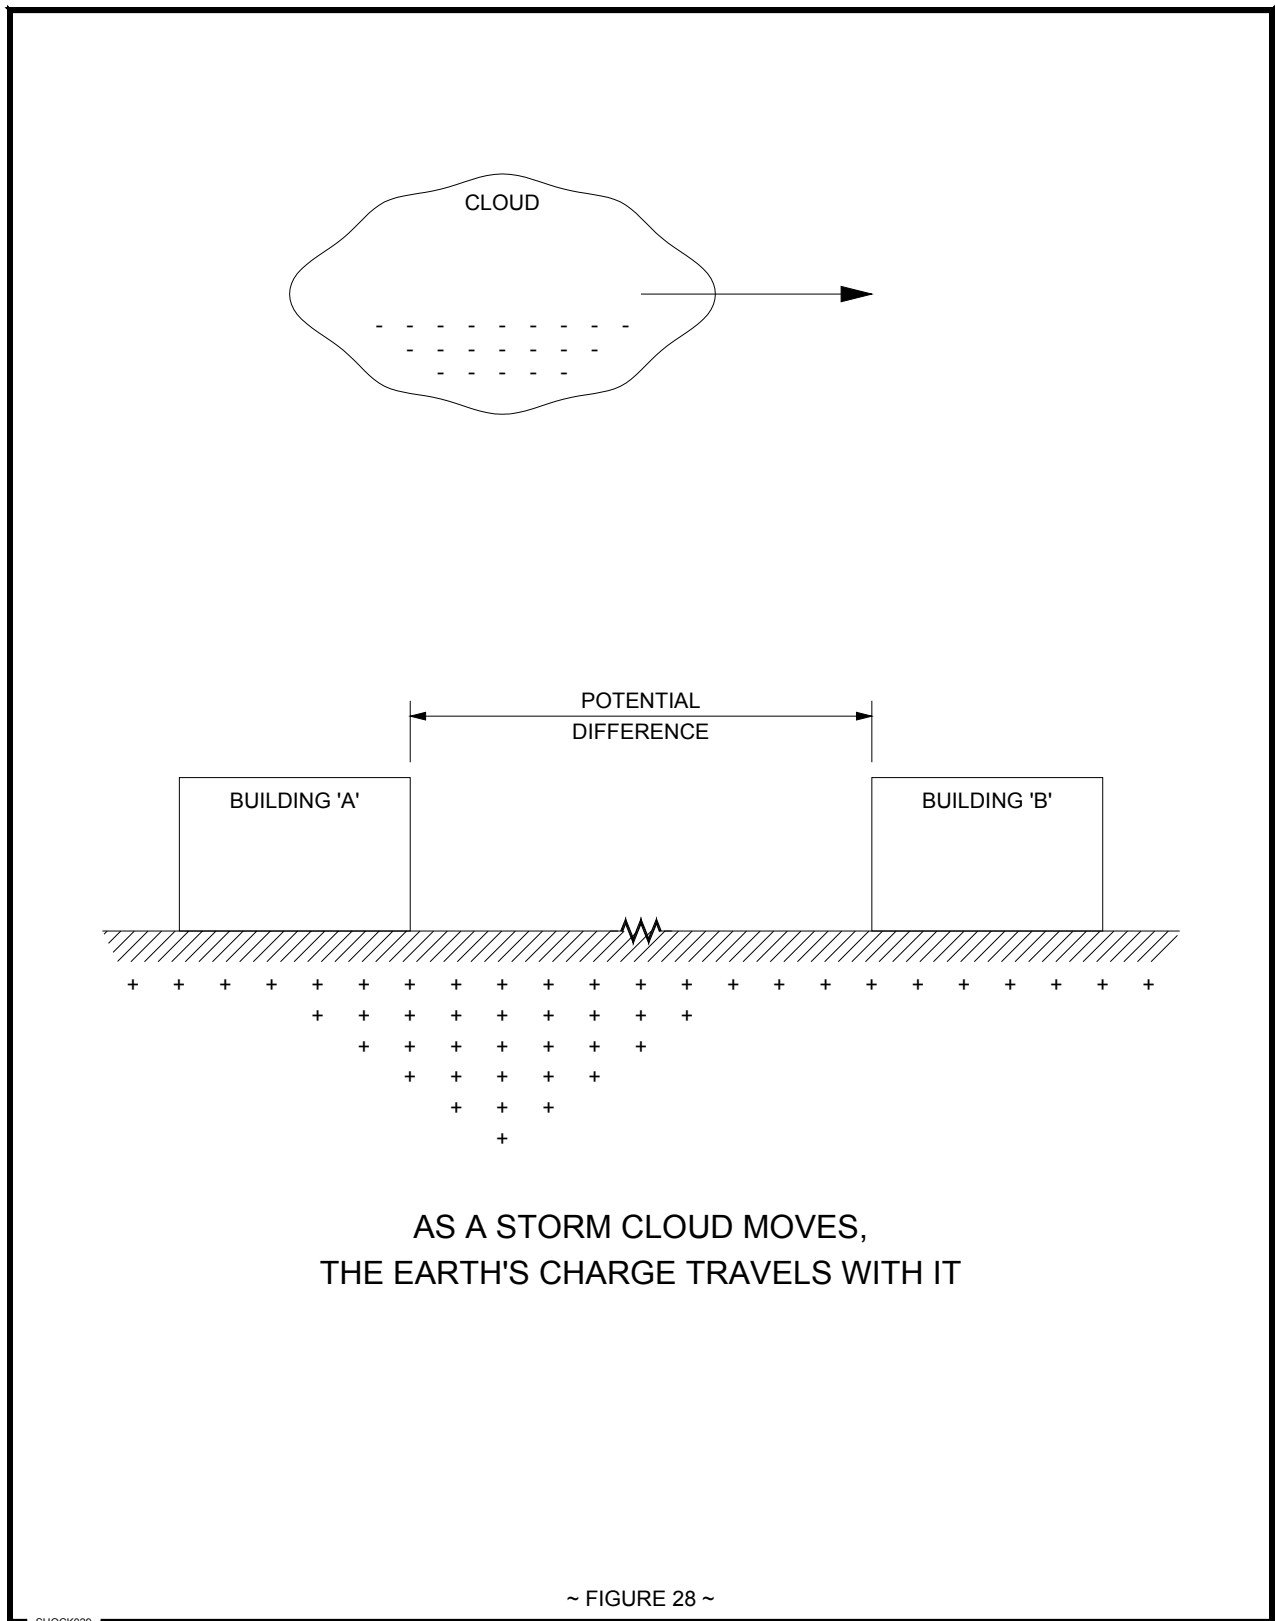 CLOUD
- - - - - - - - -
- - - - - - -
- - - - -
POTENTIAL
DIFFERENCE
BUILDING 'A' BUILDING 'B'
+ + + + + + + + + + + + + + + + + + + + + + +
+ + + + + + + + +
+ + + + + + +
+ + + + +
+ + +
+
AS A STORM CLOUD MOVES,
THE EARTH'S CHARGE TRAVELS WITH IT
~ FIGURE 28 ~